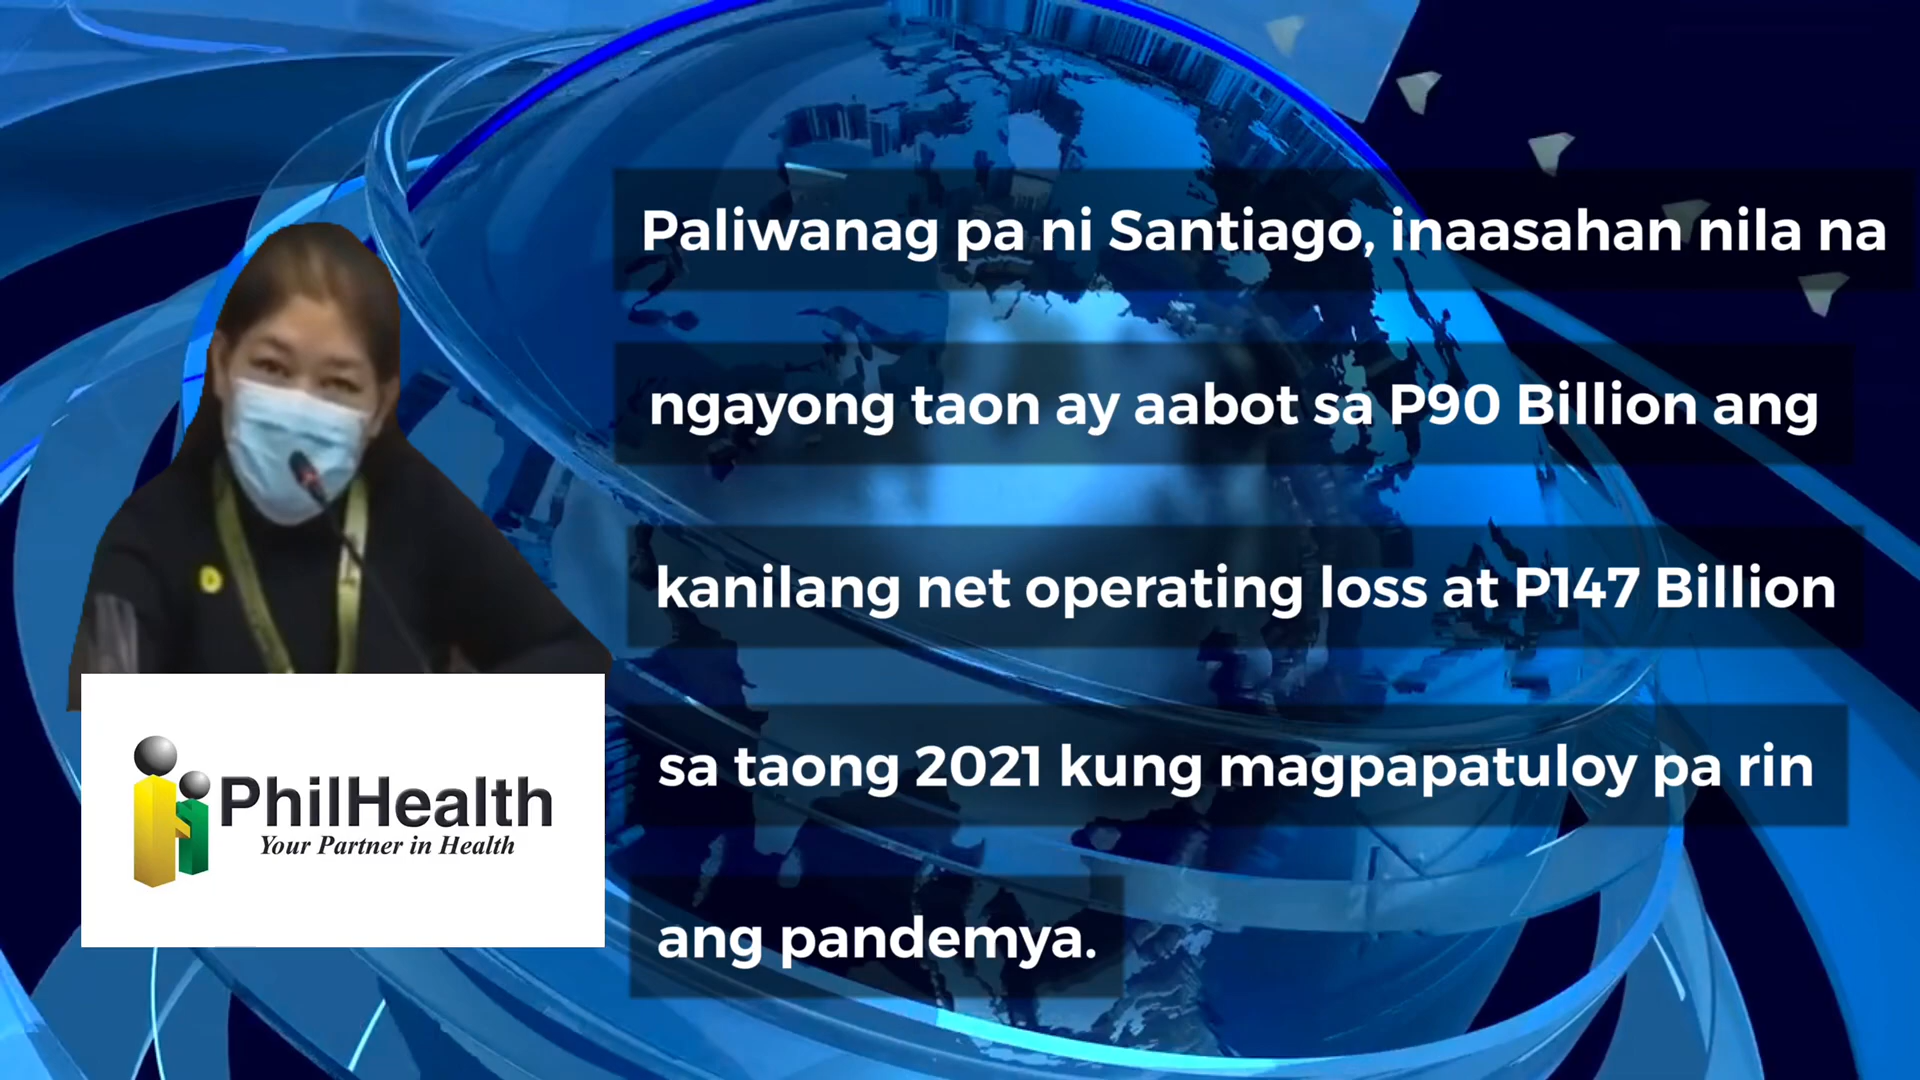 Paliwanag pa ni Santiago, inaasahan nila na
ngayong taon ay aabot sa P90 Billion ang
kanilang net operating loss at P147 Billion
sa taong 2021 kung magpapatuloy pa rin
ang pandemya.
PhilHealth
Your Partner in Health